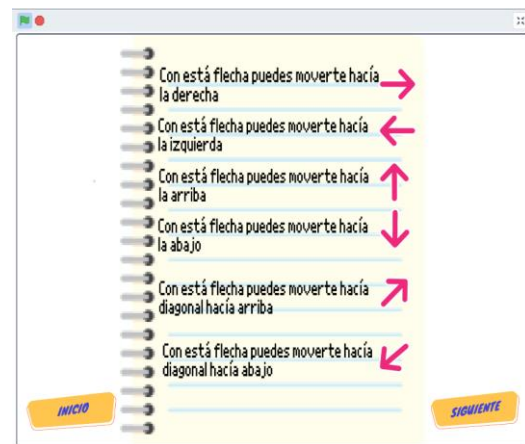 Con está flecha puedes moverte hacía
la derecha
Con está flecha puedes moverte hacía
la izquierda
Con está flecha puedes moverte hacía
la arriba
Con está flecha puedes moverte hacía
la abajo
Con está flecha puedes moverte hacía
diagonal hacía arriba
Con está flecha puedes moverte hacía
diagonal hacía abajo
INICIO
SIGUIENTE